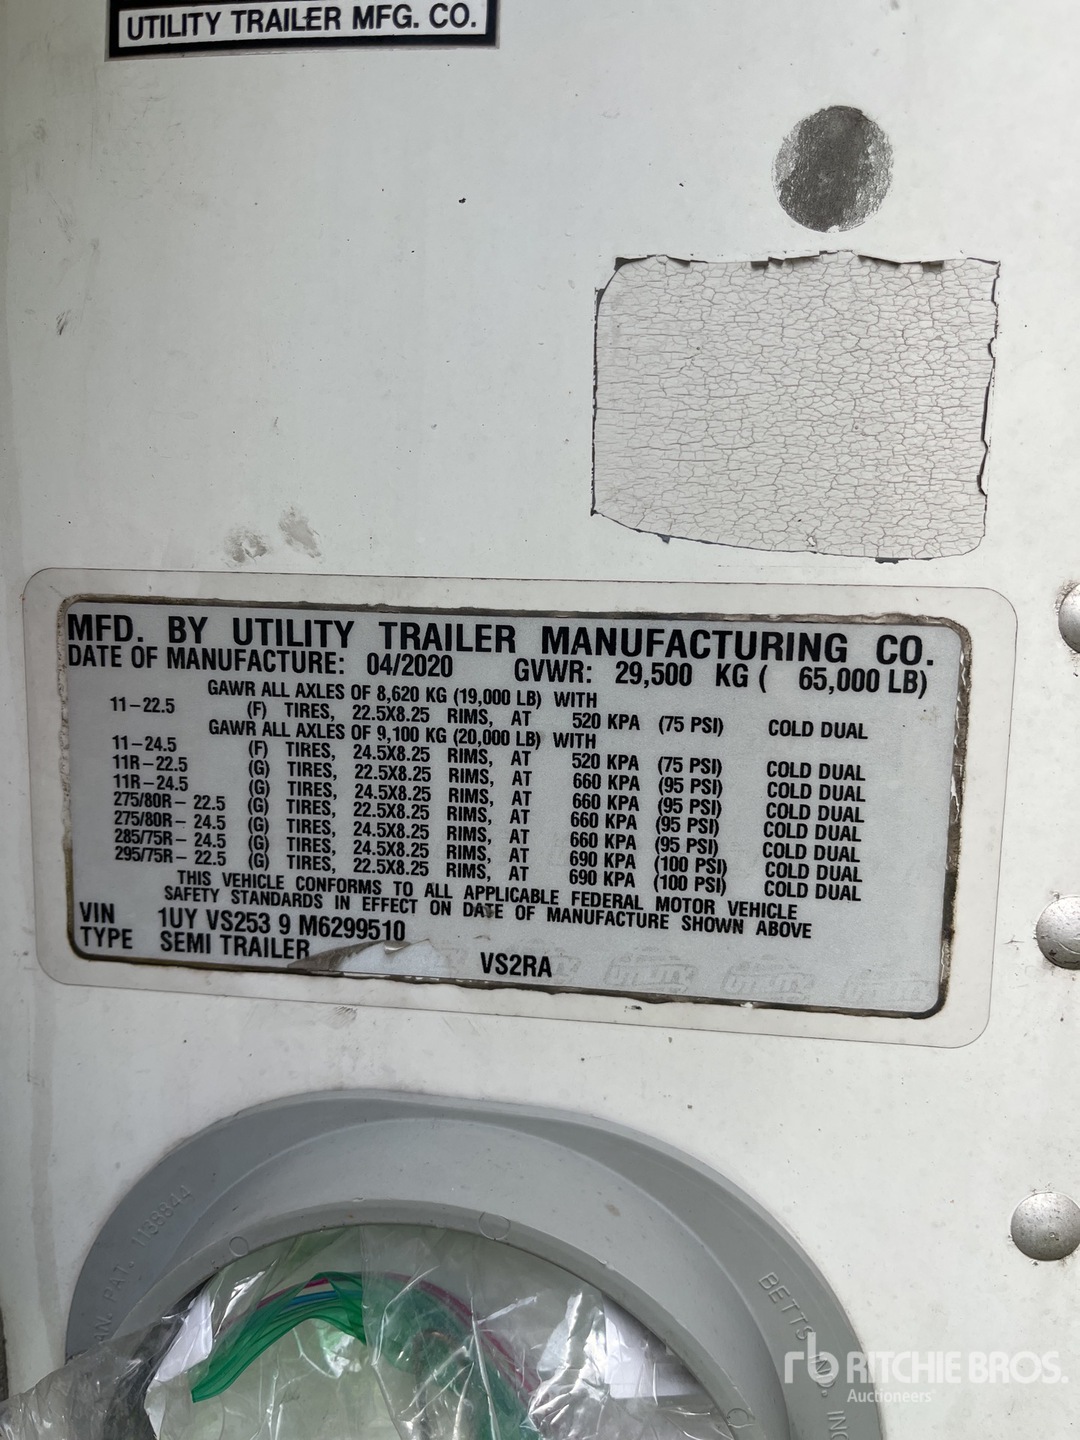 UTILITY TRAILER MFG. CO.
MFD. BY UTILITY TRAILER MANUFACTURING CO.
DATE OF MANUFACTURE: 04/2020 GVWR: 29,500 KG ( 65,000 LB)
GAWR ALL AXLES OF 8,620 KG (19,000 LB) WITH
11-22.5 (F) TIRES, 22.5X8.25 RIMS, AT 520 KPA (75 PSI) COLD DUAL
GAWR ALL AXLES OF 9,100 KG (20,000 LB) WITH
11-24.5 (F) TIRES, 24.5X8.25 RIMS, AT 520 KPA (75 PSI) COLD DUAL
11R-22.5 (G) TIRES, 22.5X8.25 RIMS, AT 660 KPA (95 PSI) COLD DUAL
11R-24.5 (G) TIRES, 24.5X8.25 RIMS, AT 660 KPA (95 PSI) COLD DUAL
275/80R- 22.5 (G) TIRES, 22.5X8.25 RIMS, AT 660 KPA (95 PSI) COLD DUAL
275/80R- 24.5 (G) TIRES, 24.5X8.25 RIMS, AT 660 KPA (95 PSI) COLD DUAL
285/75R- 24.5 (G) TIRES, 24.5X8.25 RIMS, AT 690 KPA (100 PSI) COLD DUAL
295/75R- 22.5 (G) TIRES, 22.5X8.25 RIMS, AT 690 KPA (100 PSI) COLD DUAL
THIS VEHICLE CONFORMS TO ALL APPLICABLE FEDERAL MOTOR VEHICLE
SAFETY STANDARDS IN EFFECT ON DATE OF MANUFACTURE SHOWN ABOVE
VIN 1UY VS253 9 M6299510
TYPE SEMI TRAILER VS2RA
UTILITY UTILITY UTILITY
AN. PAT. 1138844
BETTS
INC
rb RITCHIE BROS.
Auctioneers